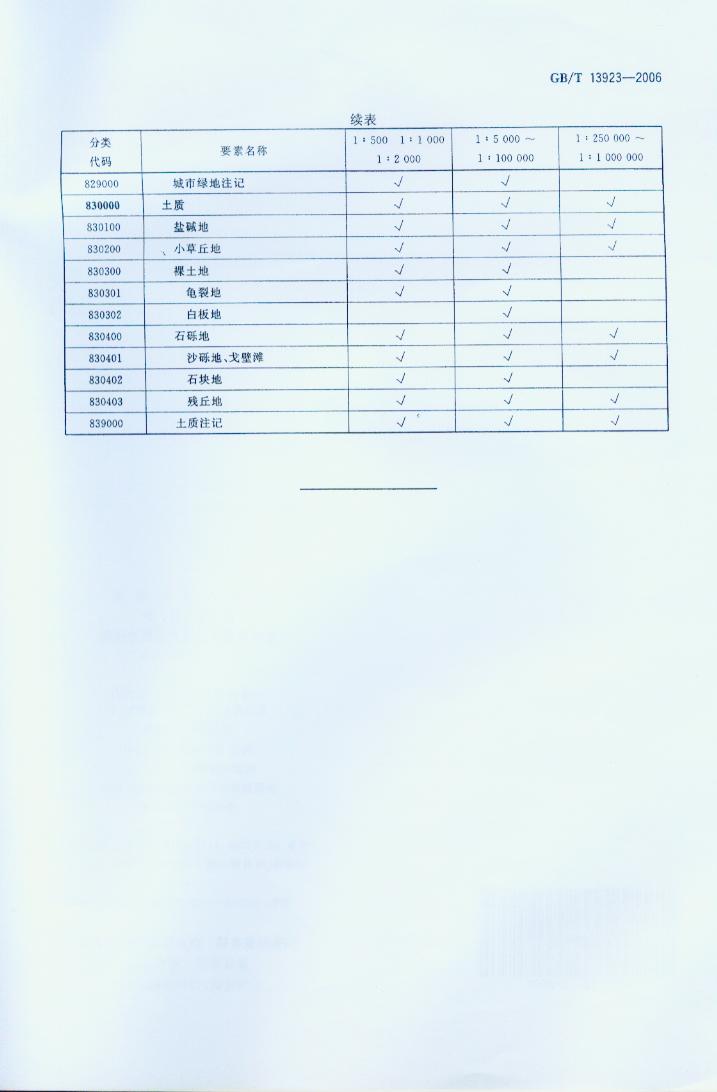 GB/T 13923—2006
续表
分类代码 要素名称 1∶500 1∶1 000 1∶2 000 1∶5 000～1∶100 000 1∶250 000～1∶1 000 000
829000 城市绿地注记 √ √
830000 土质 √ √ √
830100 盐碱地 √ √ √
830200 小草丘地 √ √ √
830300 裸土地 √ √
830301 龟裂地 √ √
830302 白板地 √
830400 石砾地 √ √ √
830401 沙砾地、戈壁滩 √ √ √
830402 石块地 √ √
830403 残丘地 √ √ √
839000 土质注记 √ √ √